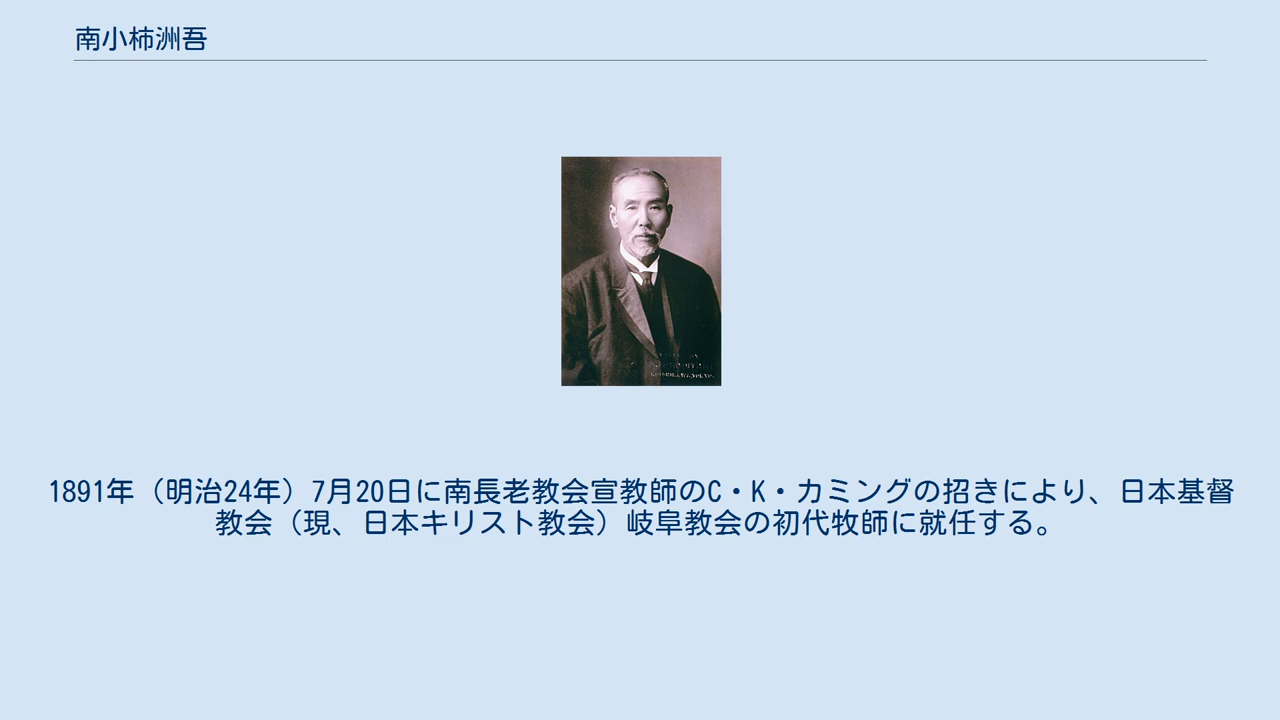 南小柿洲吾
1891年（明治24年）7月20日に南長老教会宣教師のC・K・カミングの招きにより、日本基督
教会（現、日本キリスト教会）岐阜教会の初代牧師に就任する。